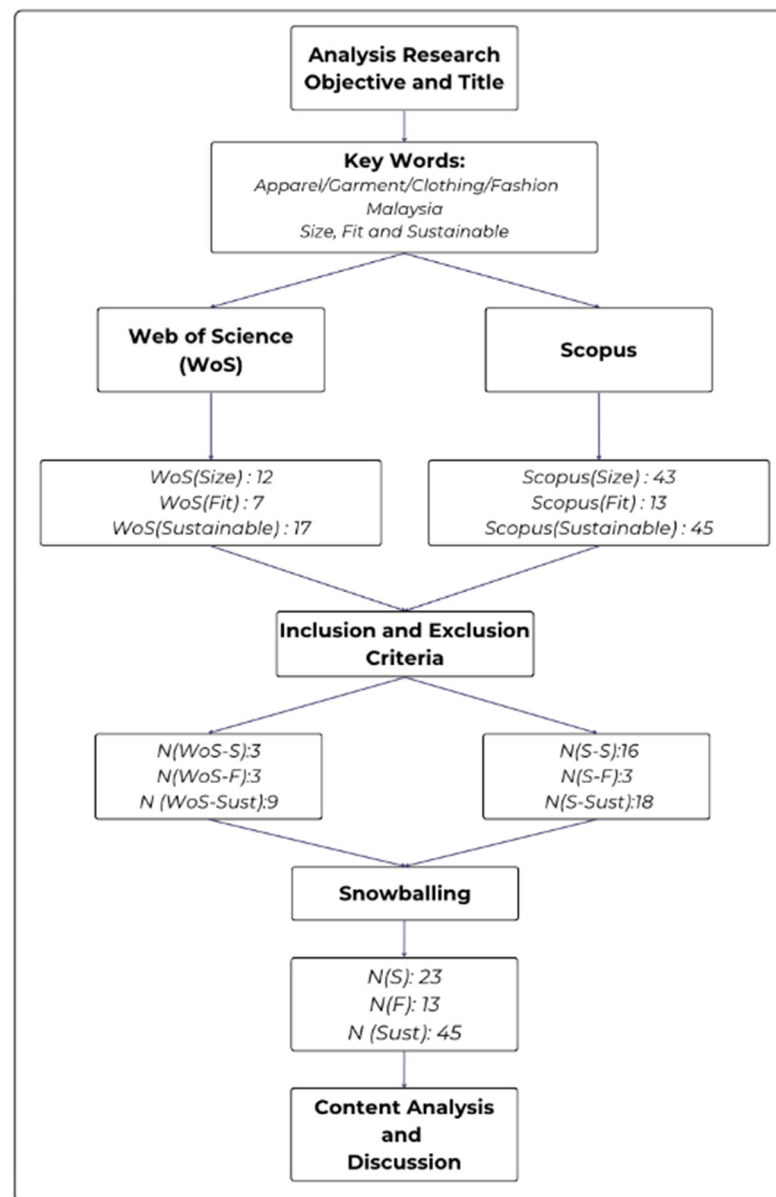 Analysis Research
Objective and Title
Key Words:
Apparel/Garment/Clothing/Fashion
Malaysia
Size, Fit and Sustainable
Web of Science
(WoS)
Scopus
WoS(Size) : 12
WoS(Fit) : 7
WoS(Sustainable) : 17
Scopus(Size) : 43
Scopus(Fit) : 13
Scopus(Sustainable) : 45
Inclusion and Exclusion
Criteria
N(WoS-S):3
N(WoS-F):3
N (WoS-Sust):9
N(S-S):16
N(S-F):3
N(S-Sust):18
Snowballing
N(S): 23
N(F): 13
N (Sust): 45
Content Analysis
and
Discussion